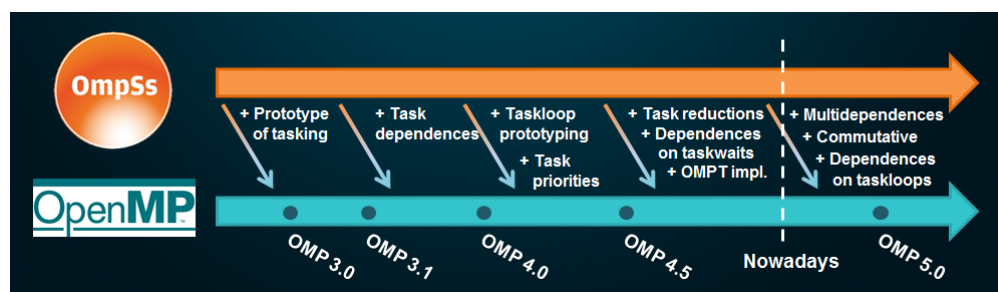 OmpSs
+ Prototype
of tasking
+ Task
dependences
+ Taskloop
prototyping
+ Task
priorities
+ Task reductions
+ Dependences
on taskwaits
+ OMPT impl.
+ Multidependences
+ Commutative
+ Dependences
on taskloops
OpenMP
OMP 3.0
OMP 3.1
OMP 4.0
OMP 4.5
Nowadays
OMP 5.0